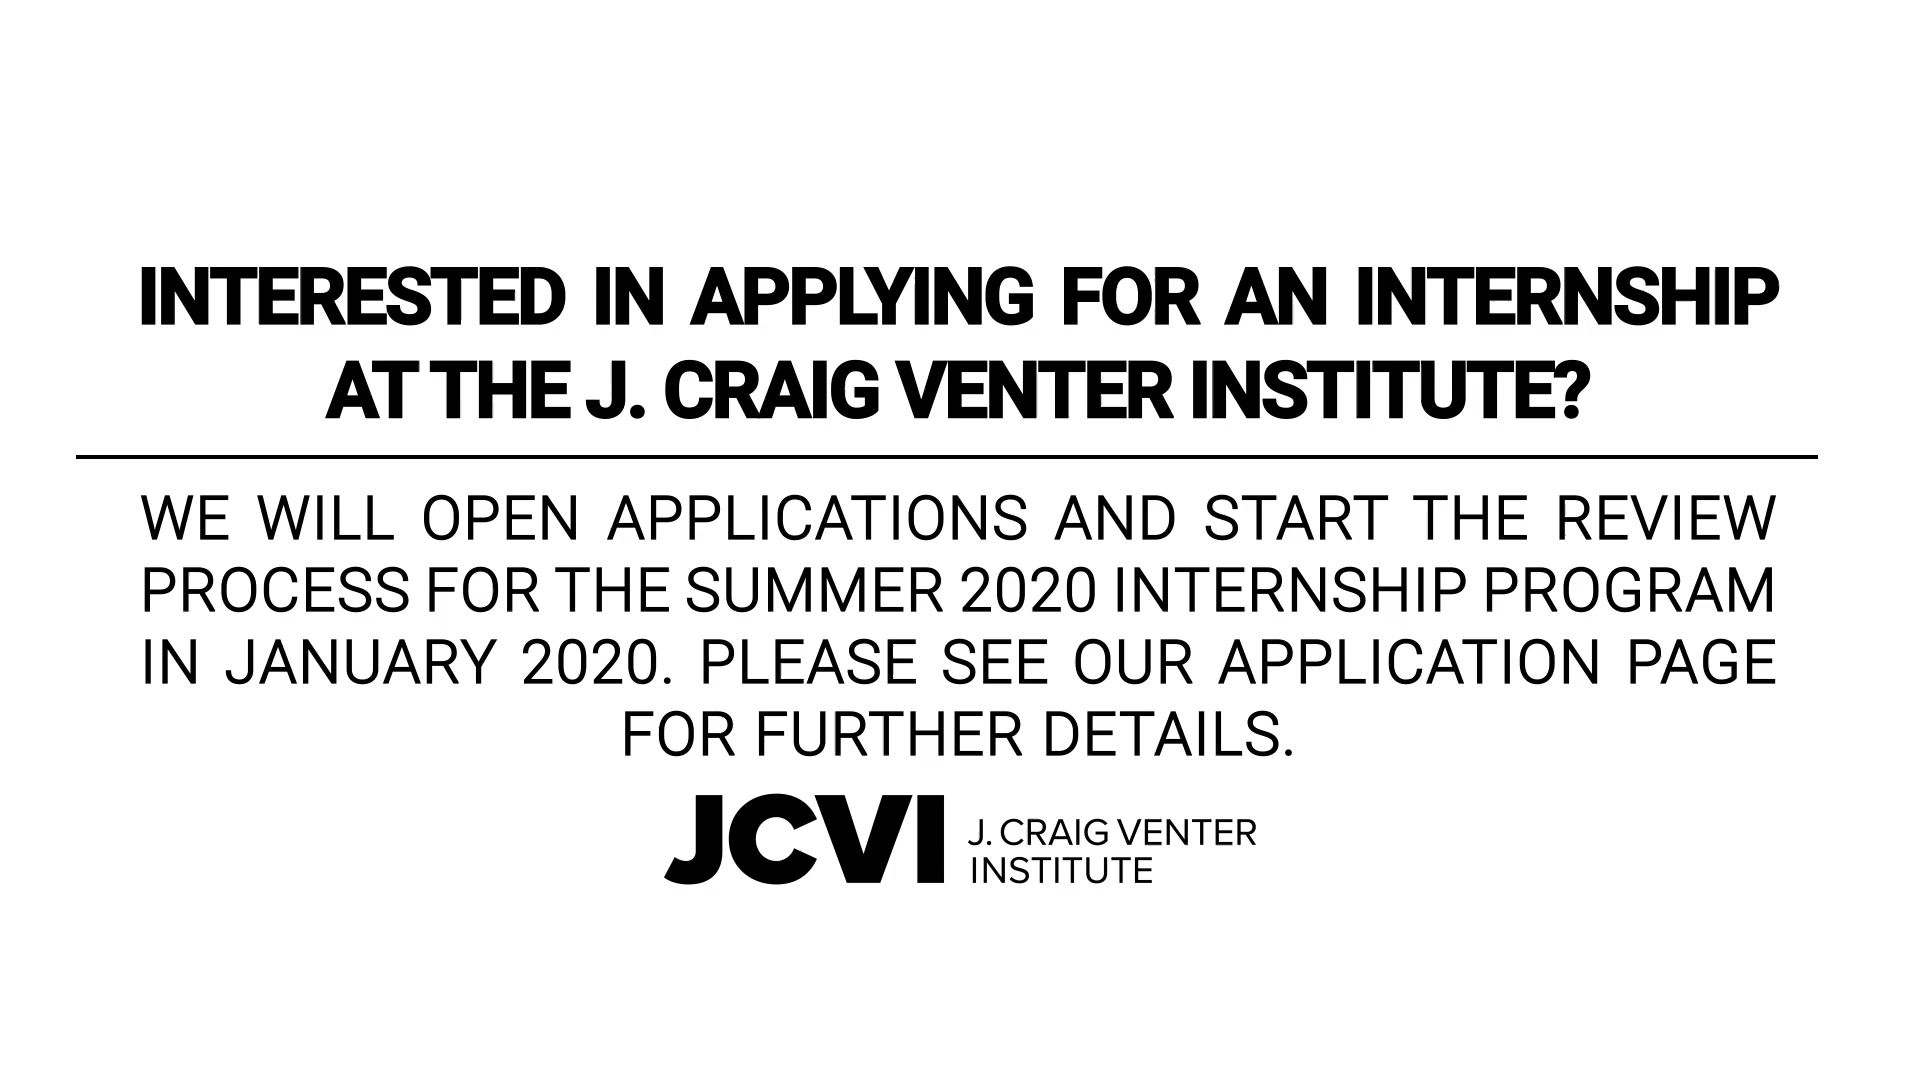 INTERESTED IN APPLYING FOR AN INTERNSHIP
AT THE J. CRAIG VENTER INSTITUTE?
WE WILL OPEN APPLICATIONS AND START THE REVIEW
PROCESS FOR THE SUMMER 2020 INTERNSHIP PROGRAM
IN JANUARY 2020. PLEASE SEE OUR APPLICATION PAGE
FOR FURTHER DETAILS.
JCVI
J. CRAIG VENTER
INSTITUTE